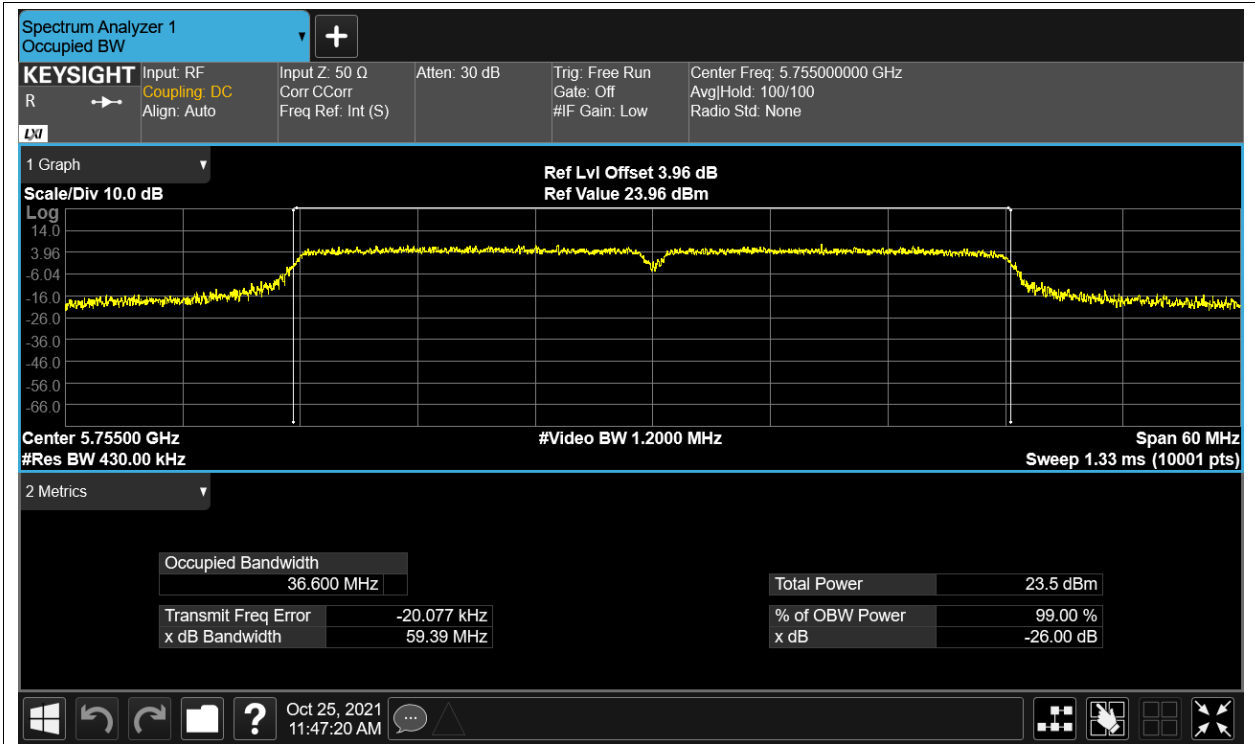 Spectrum Analyzer 1
Occupied BW
KEYSIGHT
R
LXI
Input: RF
Coupling: DC
Align: Auto
Input Z: 50 Ω
Corr CCorr
Freq Ref: Int (S)
Atten: 30 dB
Trig: Free Run
Gate: Off
#IF Gain: Low
Center Freq: 5.755000000 GHz
Avg|Hold: 100/100
Radio Std: None
1 Graph
Scale/Div 10.0 dB
Ref Lvl Offset 3.96 dB
Ref Value 23.96 dBm
Log
14.0
3.96
-6.04
-16.0
-26.0
-36.0
-46.0
-56.0
-66.0
Center 5.75500 GHz
#Video BW 1.2000 MHz
Span 60 MHz
#Res BW 430.00 kHz
Sweep 1.33 ms (10001 pts)
2 Metrics
Occupied Bandwidth
36.600 MHz
Total Power 23.5 dBm
Transmit Freq Error -20.077 kHz
% of OBW Power 99.00 %
x dB Bandwidth 59.39 MHz
x dB -26.00 dB
?
Oct 25, 2021
11:47:20 AM